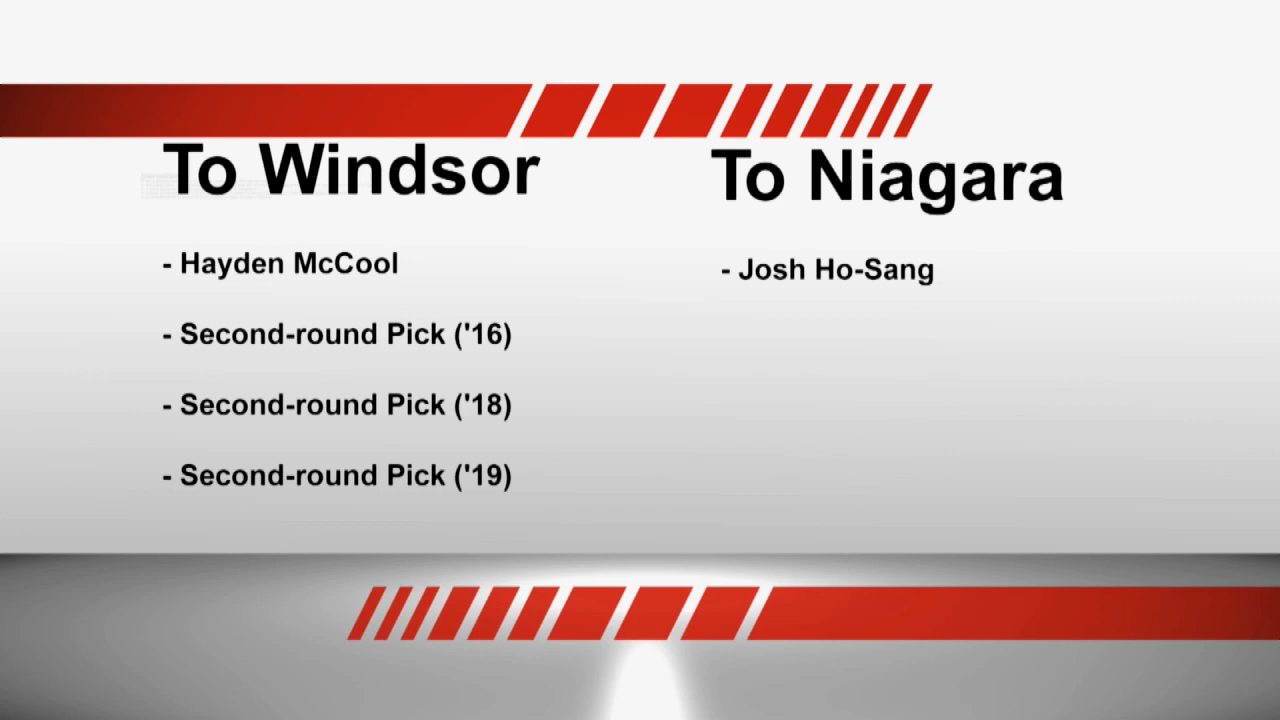 To Windsor
- Hayden McCool
- Second-round Pick ('16)
- Second-round Pick ('18)
- Second-round Pick ('19)
To Niagara
- Josh Ho-Sang